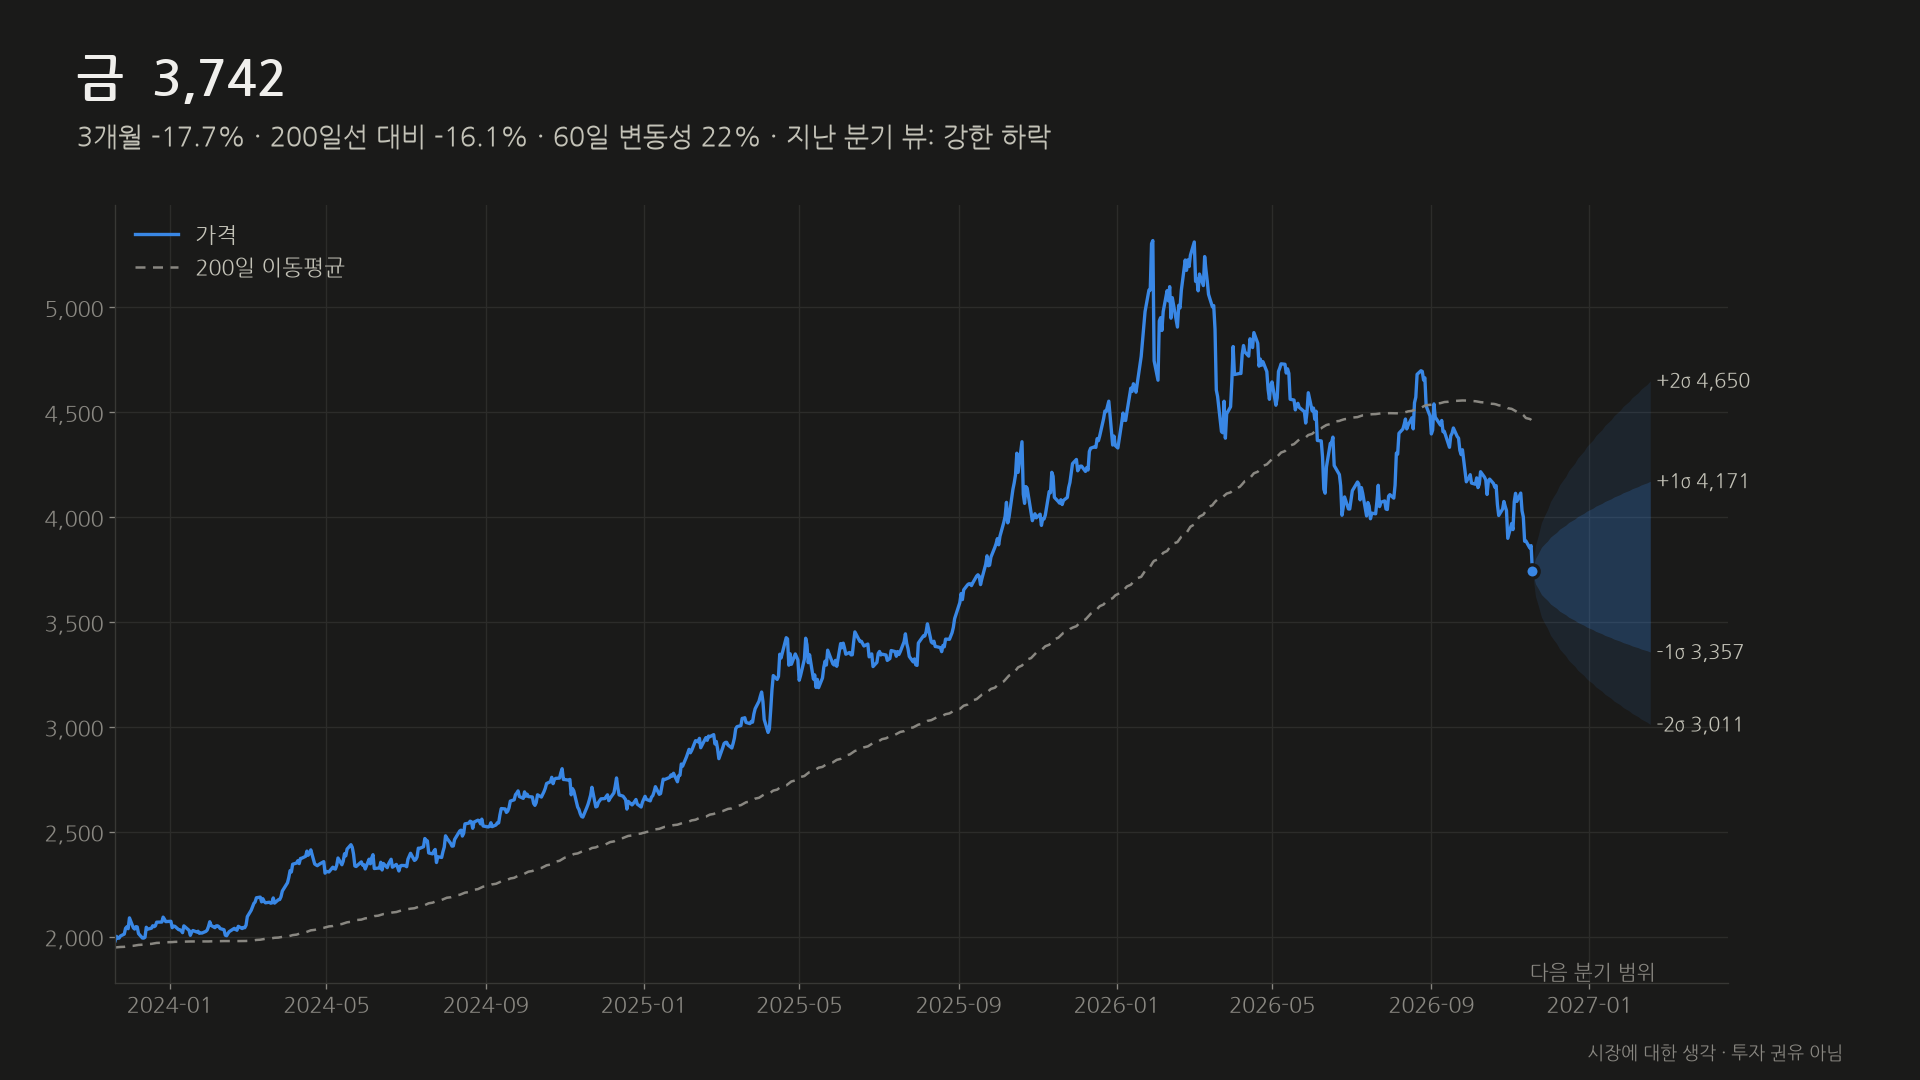 금 3,742
3개월 -17.7% · 200일선 대비 -16.1% · 60일 변동성 22% · 지난 분기 뷰: 강한 하락
가격
200일 이동평균
5,000
4,500
4,000
3,500
3,000
2,500
2,000
+2σ 4,650
+1σ 4,171
-1σ 3,357
-2σ 3,011
다음 분기 범위
2024-01 2024-05 2024-09 2025-01 2025-05 2025-09 2026-01 2026-05 2026-09 2027-01
시장에 대한 생각 · 투자 권유 아님